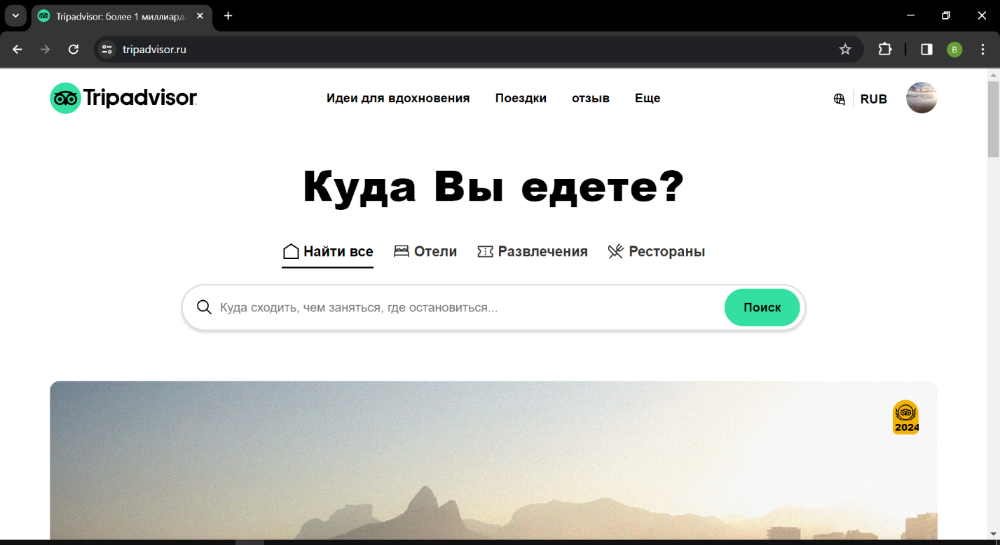 Tripadvisor: более 1 миллиард
tripadvisor.ru
B
Tripadvisor
Идеи для вдохновения Поездки отзыв Еще
RUB
Куда Вы едете?
Найти все Отели Развлечения Рестораны
Куда сходить, чем заняться, где остановиться...
Поиск
2024